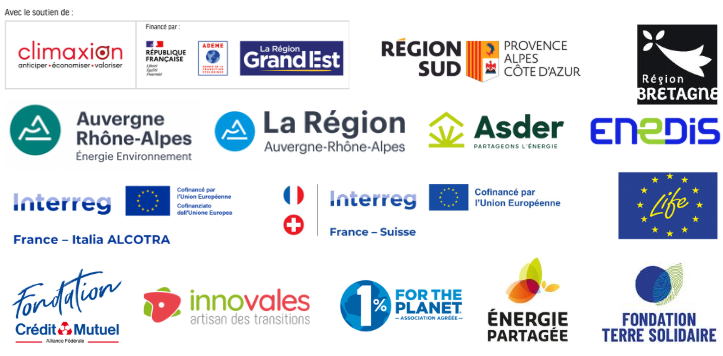 Avec le soutien de :
climaxion
anticiper • économiser • valoriser
Financé par :
RÉPUBLIQUE
FRANÇAISE
Liberté
Égalité
Fraternité
ADEME
La Région
Grand Est
RÉGION
SUD
PROVENCE
ALPES
CÔTE D'AZUR
Région
BRETAGNE
Auvergne
Rhône-Alpes
Énergie Environnement
La Région
Auvergne-Rhône-Alpes
Asder
PARTAGEONS L'ÉNERGIE
ENEDIS
Interreg
Cofinancé par
l'Union Européenne
Cofinanziato
dall'Unione Europea
France – Italia ALCOTRA
Interreg
Cofinancé par
l'Union Européenne
France – Suisse
Life
Fondation
Crédit Mutuel
Alliance Fédérale
innovales
artisan des transitions
1%
FOR THE
PLANET
ASSOCIATION AGRÉÉE
ÉNERGIE
PARTAGÉE
FONDATION
TERRE SOLIDAIRE